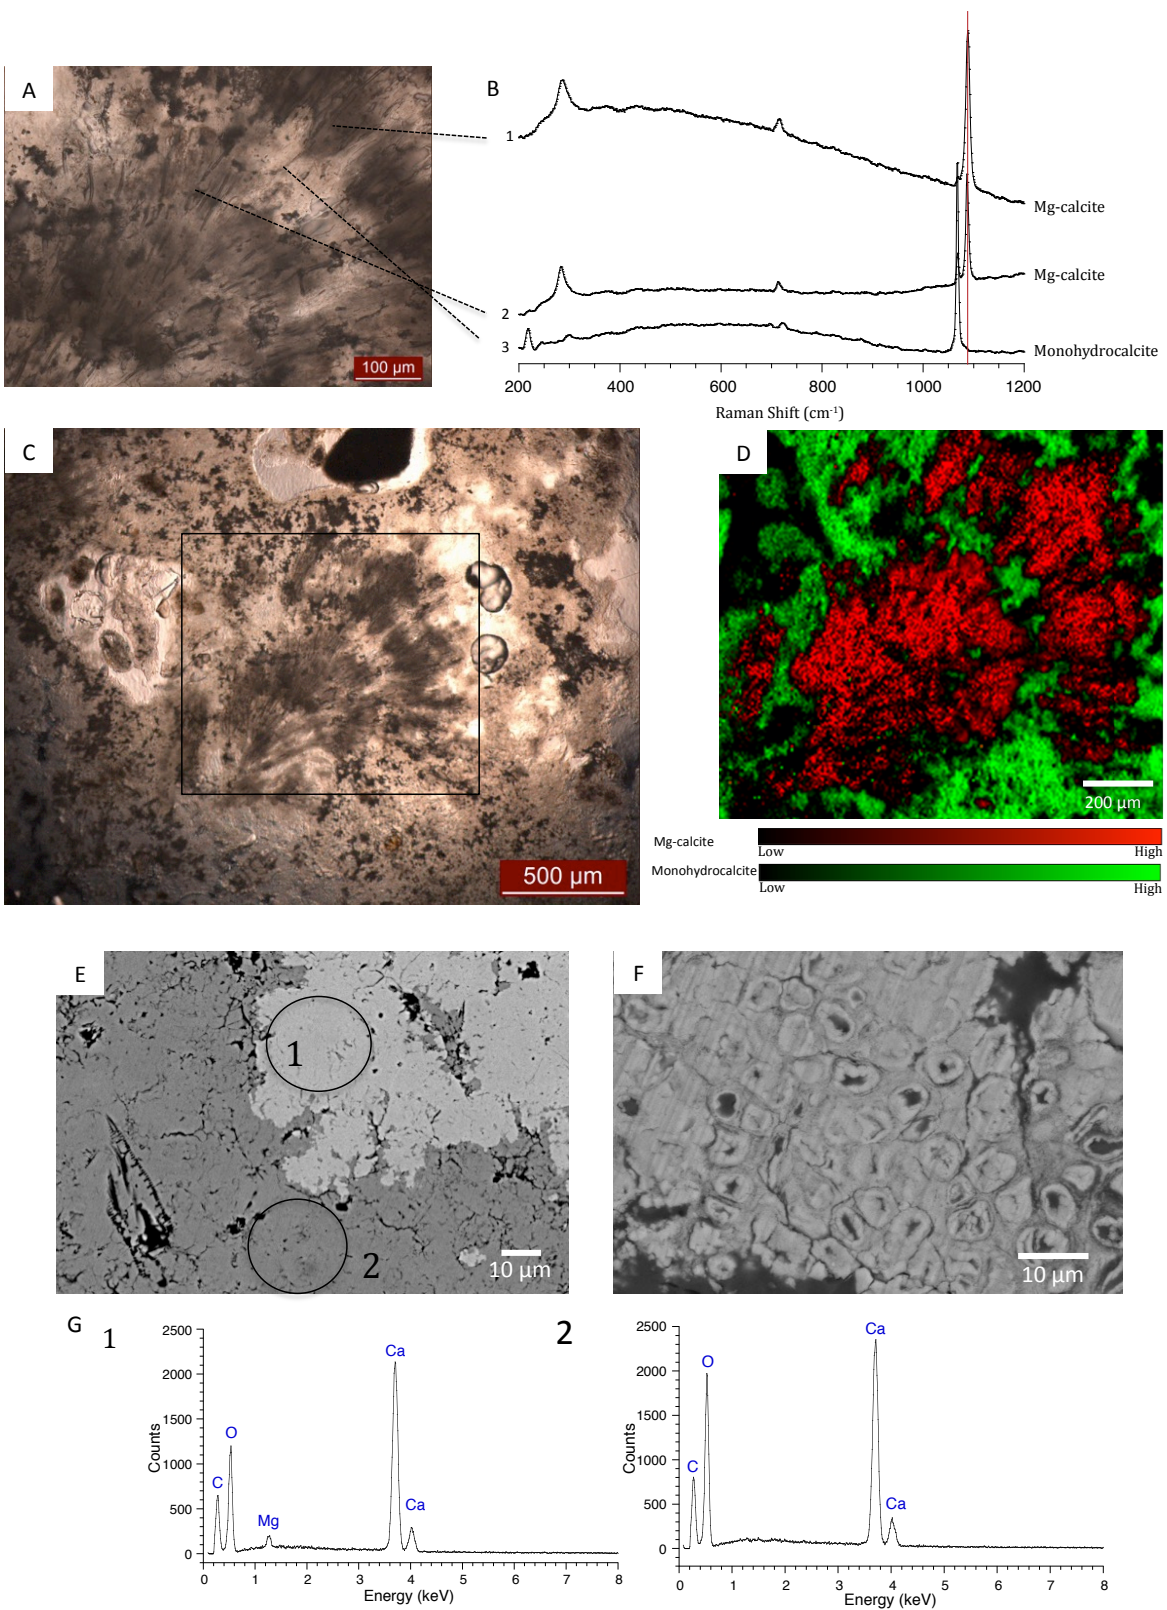 A
100 µm
B
1
2
3
Mg-calcite
Mg-calcite
Monohydrocalcite
200 400 600 800 1000 1200
Raman Shift (cm-1)
C
500 µm
D
200 µm
Mg-calcite
Low High
Monohydrocalcite
Low High
E
1
2
10 µm
F
10 µm
G 1
2500
2000
1500
1000
500
0
Counts
C
O
Mg
Ca
Ca
0 1 2 3 4 5 6 7 8
Energy (keV)
2
2500
2000
1500
1000
500
0
Counts
C
O
Ca
Ca
0 1 2 3 4 5 6 7 8
Energy (keV)